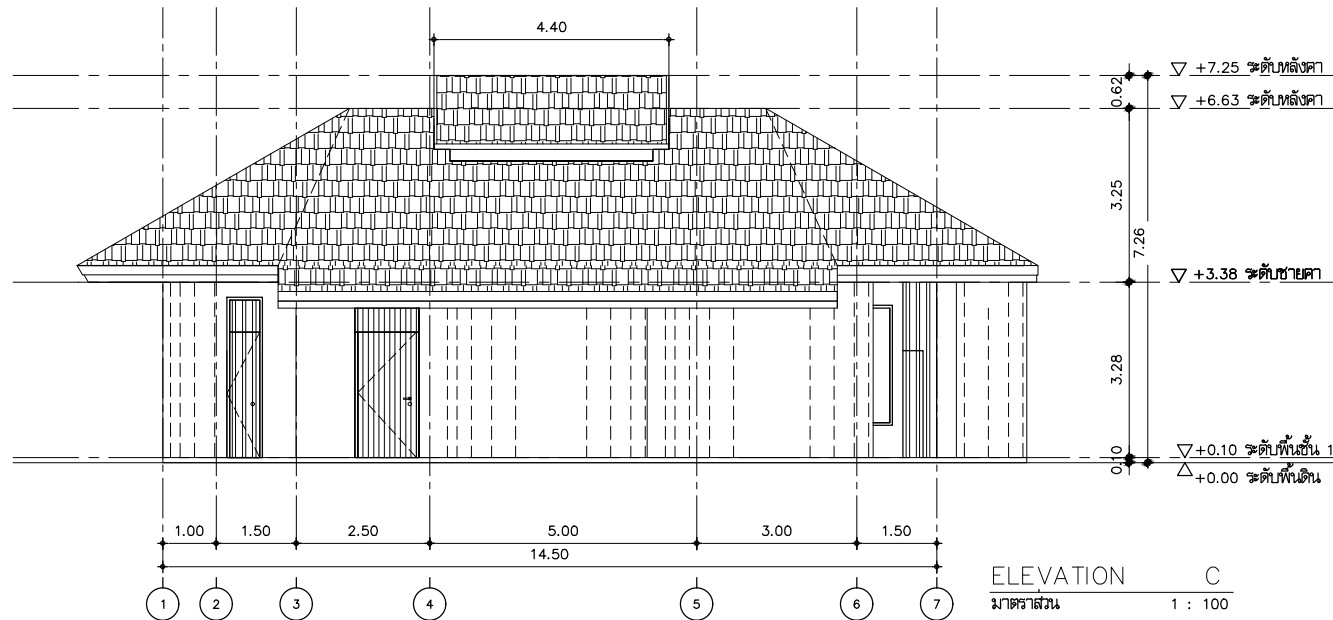 4.40
+7.25 ระดับหลังคา
0.62
+6.63 ระดับหลังคา
3.25
7.26
+3.38 ระดับชายคา
3.28
+0.10 ระดับพื้นชั้น 1
0.10
+0.00 ระดับพื้นดิน
1.00 1.50 2.50 5.00 3.00 1.50
14.50
1 2 3 4 5 6 7
ELEVATION C
มาตราส่วน 1 : 100